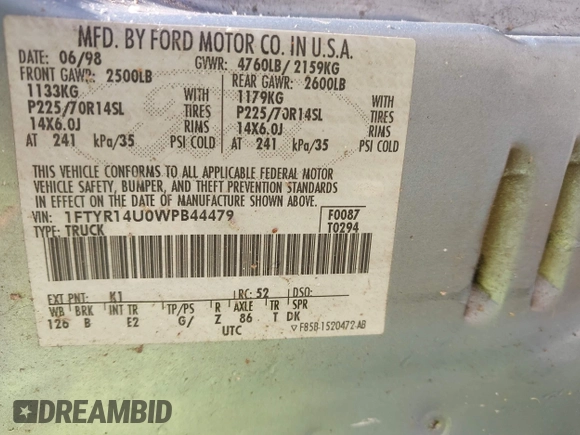 MFD. BY FORD MOTOR CO. IN U.S.A.
DATE: 06/98 GVWR: 4760LB/ 2159KG
FRONT GAWR: 2500LB REAR GAWR: 2600LB
1133KG WITH 1179KG WITH
P225/70R14SL TIRES P225/70R14SL TIRES
14X6.0J RIMS 14X6.0J RIMS
AT 241 kPa/35 PSI COLD AT 241 kPa/35 PSI COLD
THIS VEHICLE CONFORMS TO ALL APPLICABLE FEDERAL MOTOR
VEHICLE SAFETY, BUMPER, AND THEFT PREVENTION STANDARDS
IN EFFECT ON THE DATE OF MANUFACTURE SHOWN ABOVE.
VIN: 1FTYR14U0WPB44479 F0087
TYPE: TRUCK T0294
EXT PNT: K1 RC: 52 DSO:
WB BRK INT TR TP/PS R AXLE TR SPR
126 B E2 G/ Z 86 T DK
UTC ▽ F85B-1520472 AB
DREAMBID